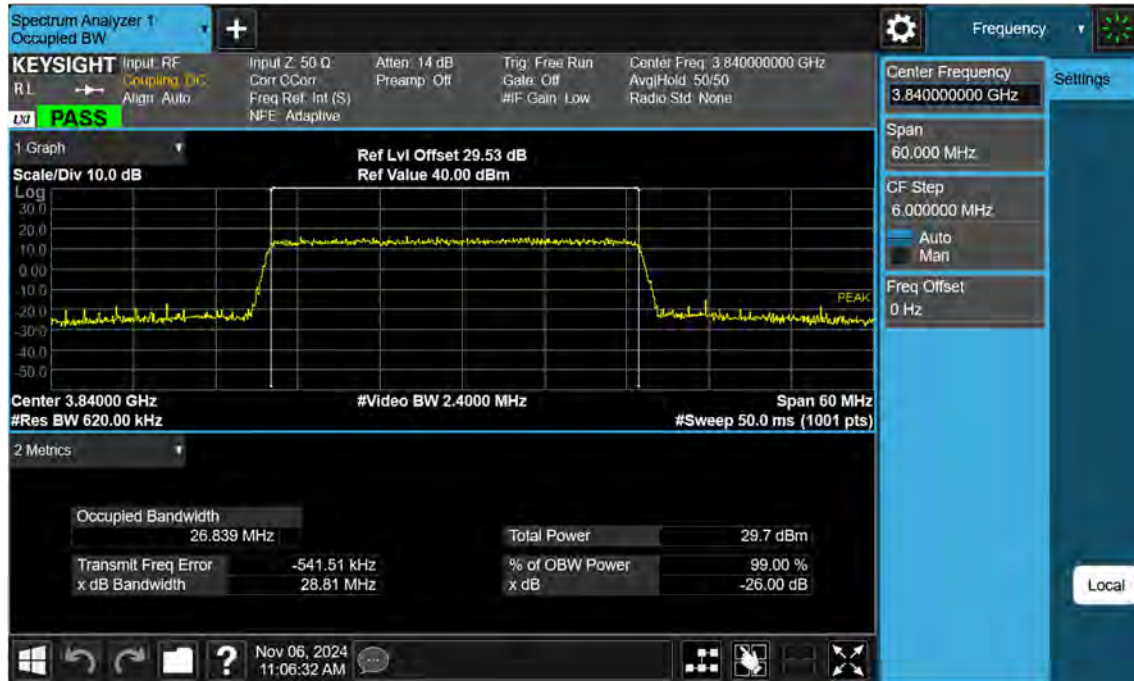 Spectrum Analyzer 1
Occupied BW
+
Frequency
KEYSIGHT
RL
LXI
PASS
Input: RF
Coupling: DC
Align: Auto
Input Z: 50 Ω
Corr CCorr
Freq Ref: Int (S)
NFE: Adaptive
Atten: 14 dB
Preamp: Off
Trig: Free Run
Gate: Off
#IF Gain: Low
Center Freq: 3.840000000 GHz
Avg|Hold: 50/50
Radio Std: None
1 Graph
Scale/Div 10.0 dB
Ref Lvl Offset 29.53 dB
Ref Value 40.00 dBm
Log
30.0
20.0
10.0
0.00
-10.0
-20.0
-30.0
-40.0
-50.0
PEAK
Center 3.84000 GHz
#Res BW 620.00 kHz
#Video BW 2.4000 MHz
Span 60 MHz
#Sweep 50.0 ms (1001 pts)
2 Metrics
Occupied Bandwidth
26.839 MHz
Transmit Freq Error -541.51 kHz
x dB Bandwidth 28.81 MHz
Total Power 29.7 dBm
% of OBW Power 99.00 %
x dB -26.00 dB
Center Frequency
3.840000000 GHz
Span
60.000 MHz
CF Step
6.000000 MHz
Auto
Man
Freq Offset
0 Hz
Settings
Local
?
Nov 06, 2024
11:06:32 AM